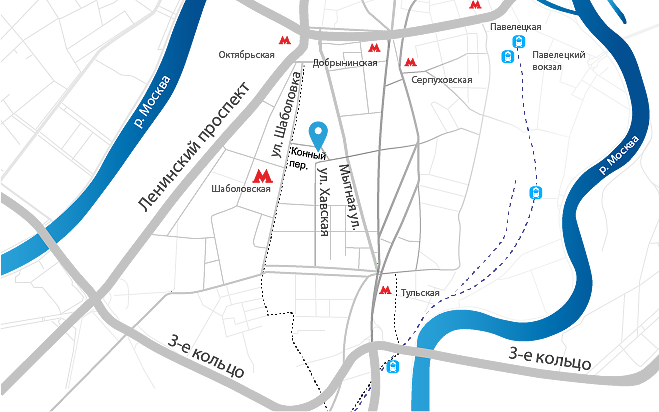 Павелецкая
Октябрьская
Добрынинская
Павелецкий
вокзал
Серпуховская
р. Москва
Ленинский проспект
ул. Шаболовка
Конный
пер.
р. Москва
Шаболовская
ул. Хавская
Мытная ул.
Тульская
3-е кольцо
3-е кольцо